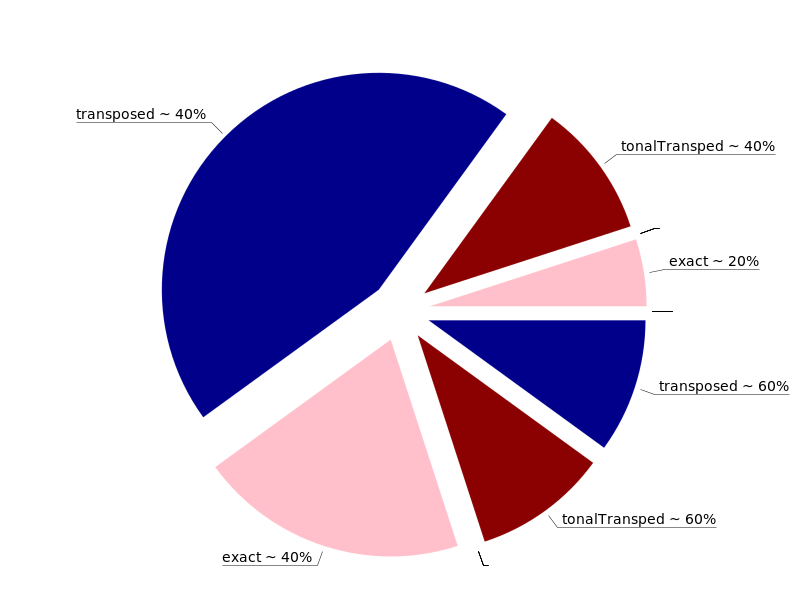 transposed ~ 40%
tonalTransped ~ 40%
exact ~ 20%
transposed ~ 60%
tonalTransped ~ 60%
exact ~ 40%